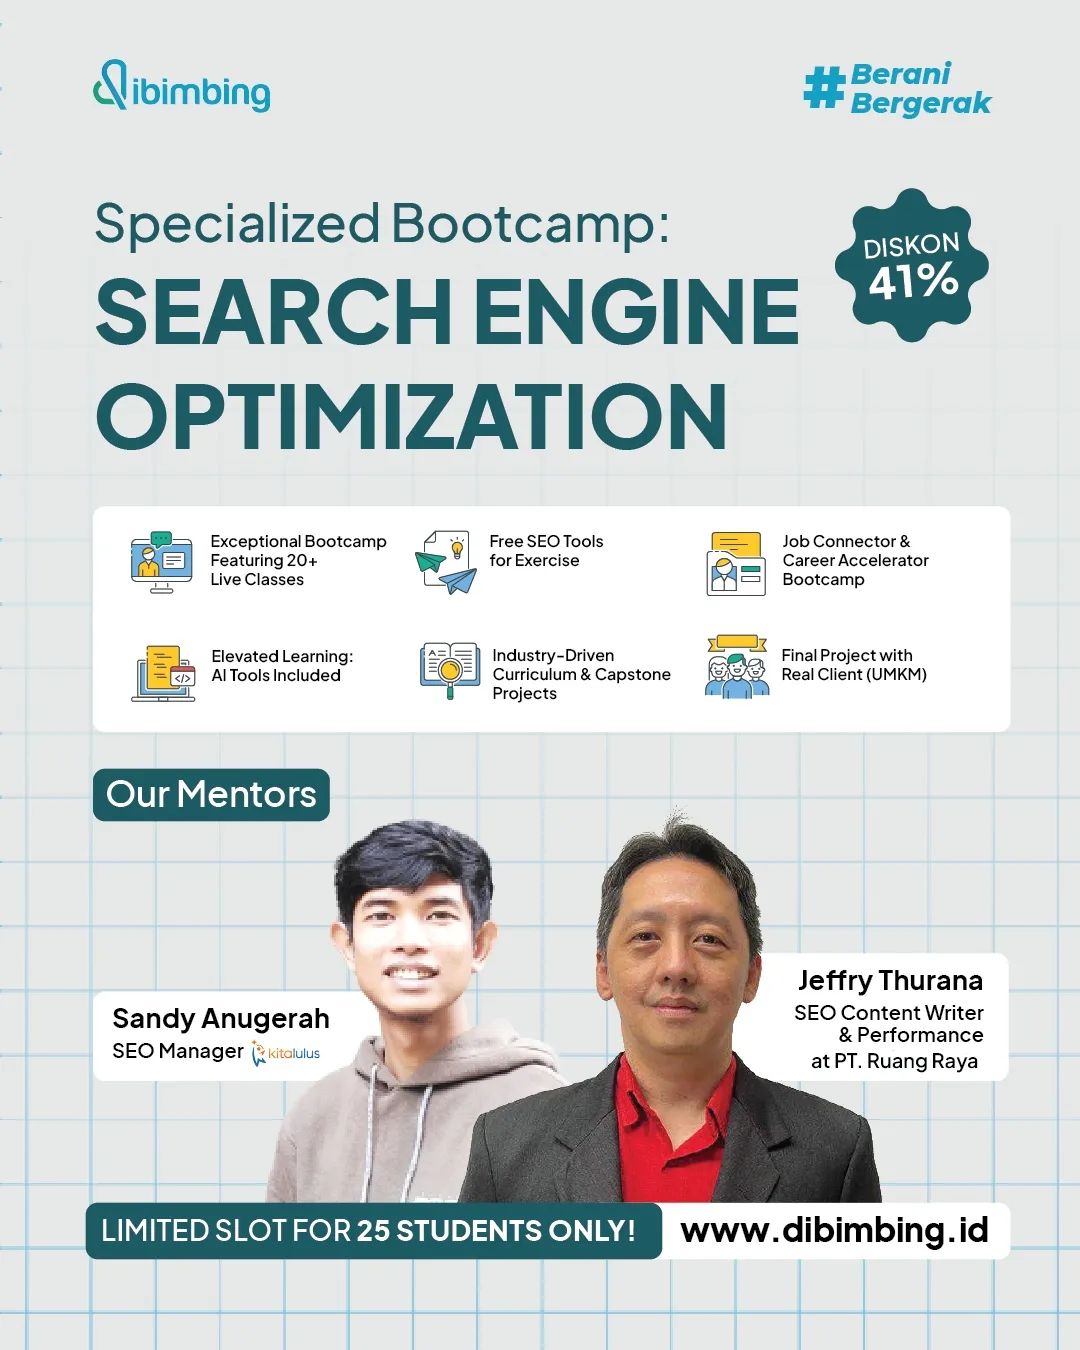 dibimbing
#Berani
Bergerak
Specialized Bootcamp:
DISKON
41%
SEARCH ENGINE
OPTIMIZATION
Exceptional Bootcamp
Featuring 20+
Live Classes
Free SEO Tools
for Exercise
Job Connector &
Career Accelerator
Bootcamp
Elevated Learning:
AI Tools Included
Industry-Driven
Curriculum & Capstone
Projects
Final Project with
Real Client (UMKM)
Our Mentors
Sandy Anugerah
SEO Manager kitalulus
Jeffry Thurana
SEO Content Writer
& Performance
at PT. Ruang Raya
LIMITED SLOT FOR 25 STUDENTS ONLY!
www.dibimbing.id